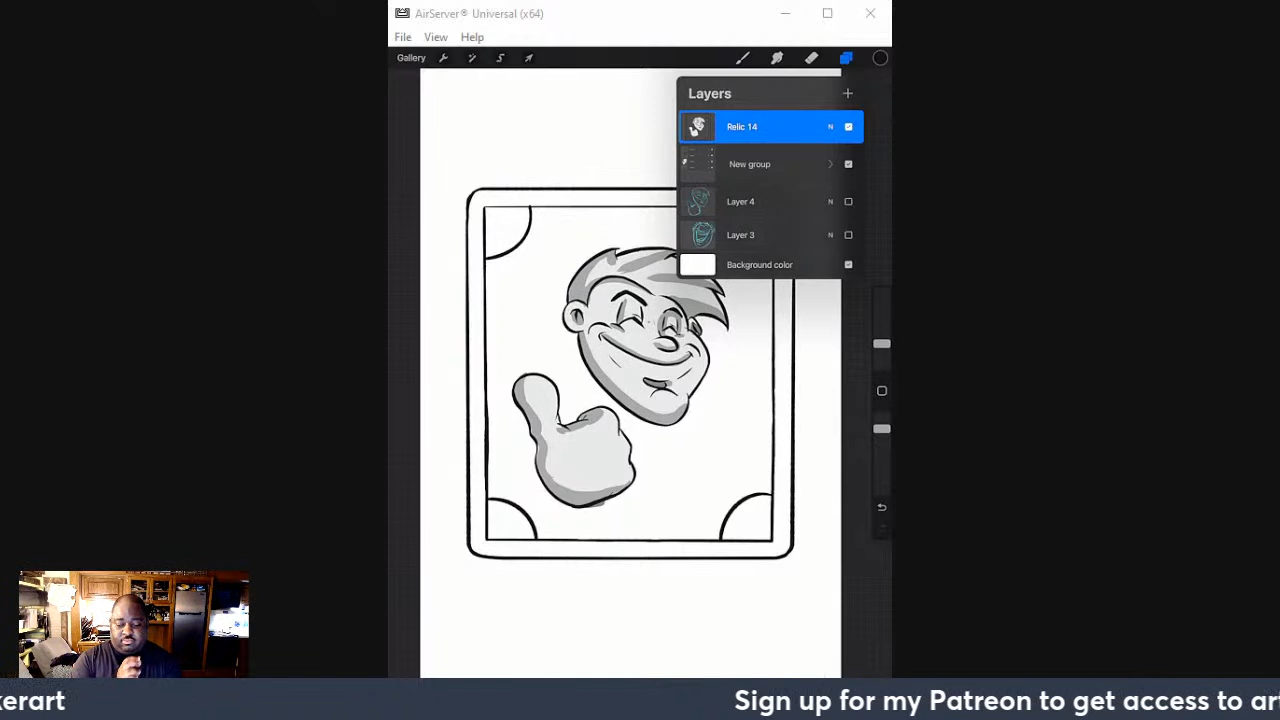 AirServer® Universal (x64)
File View Help
Gallery
Layers
Relic 14 N
New group
Layer 4 N
Layer 3 N
Background color
kerart Sign up for my Patreon to get access to ar